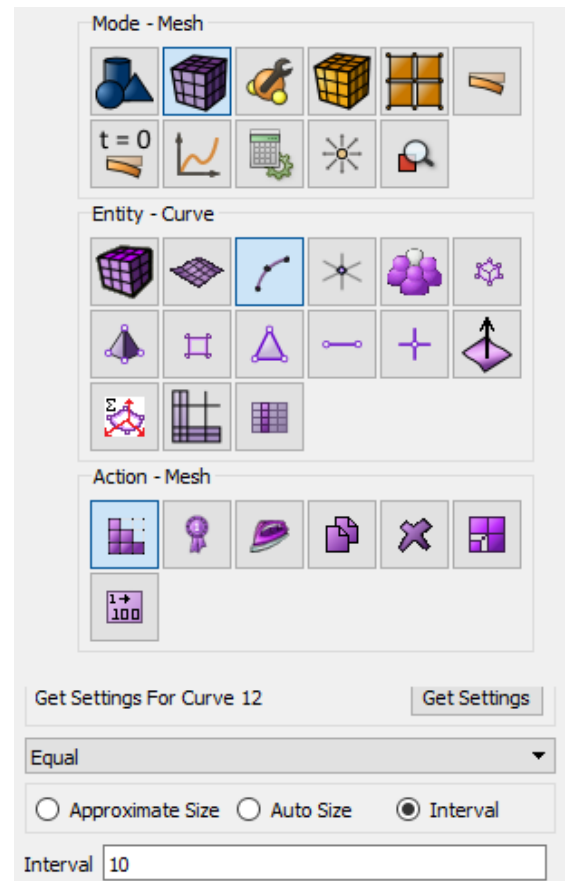 Mode - Mesh
t = 0
Entity - Curve
Σ
Action - Mesh
1→
100
Get Settings For Curve 12 Get Settings
Equal
Approximate Size Auto Size Interval
Interval 10